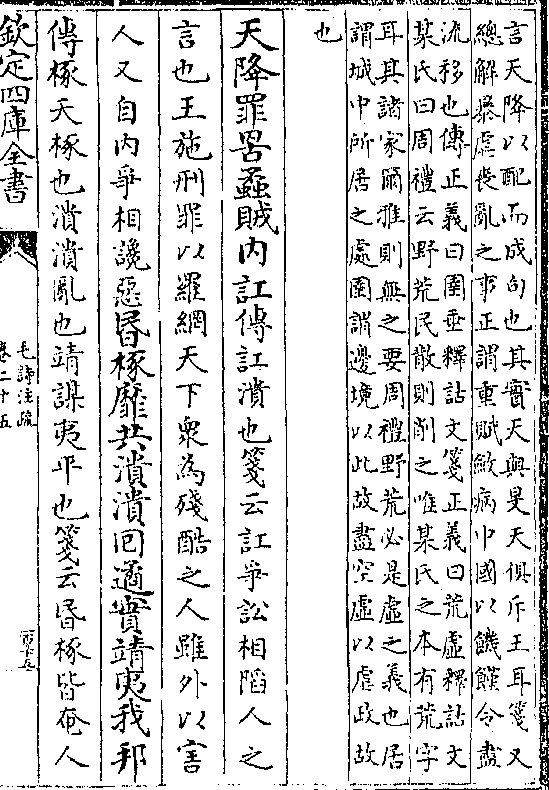 言天降以配而成句也其實天與旻天俱斥王耳箋又
總解暴虐喪亂之事正謂重賦斂病中國以饑饉令盡
流移也傳正義曰圉垂釋詁文箋正義曰荒虛釋詁文
某氏曰周禮云野荒民散則削之唯某氏之本有荒字
耳其諸家爾雅則無之要周禮野荒必是虛之義也居
謂城中所居之處圉謂邊境以此故盡空虛以虐政故
也
天降罪罟蟊賊內訌傳訌潰也箋云訌爭訟相陷人之
言也王施刑罪以羅網天下衆為殘酷之人雖外以害
人又自內爭相讒惡昬椓靡共潰潰囘遹實靖夷我邦
傳椓夭椓也潰潰亂也靖謀夷平也箋云昬椓皆奄人
欽定四庫全書
毛詩注疏
卷二十五